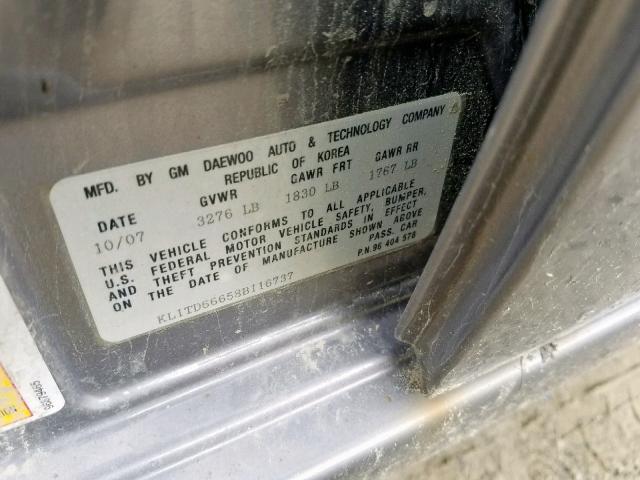 MFD. BY GM DAEWOO AUTO & TECHNOLOGY COMPANY
REPUBLIC OF KOREA
DATE GVWR GAWR FRT GAWR RR
10/07 3276 LB 1830 LB 1767 LB
THIS VEHICLE CONFORMS TO ALL APPLICABLE
U.S. FEDERAL MOTOR VEHICLE SAFETY, BUMPER,
AND THEFT PREVENTION STANDARDS IN EFFECT
ON THE DATE OF MANUFACTURE SHOWN ABOVE
PASS. CAR
KL1TD66658B116737 P.N 96 404 578